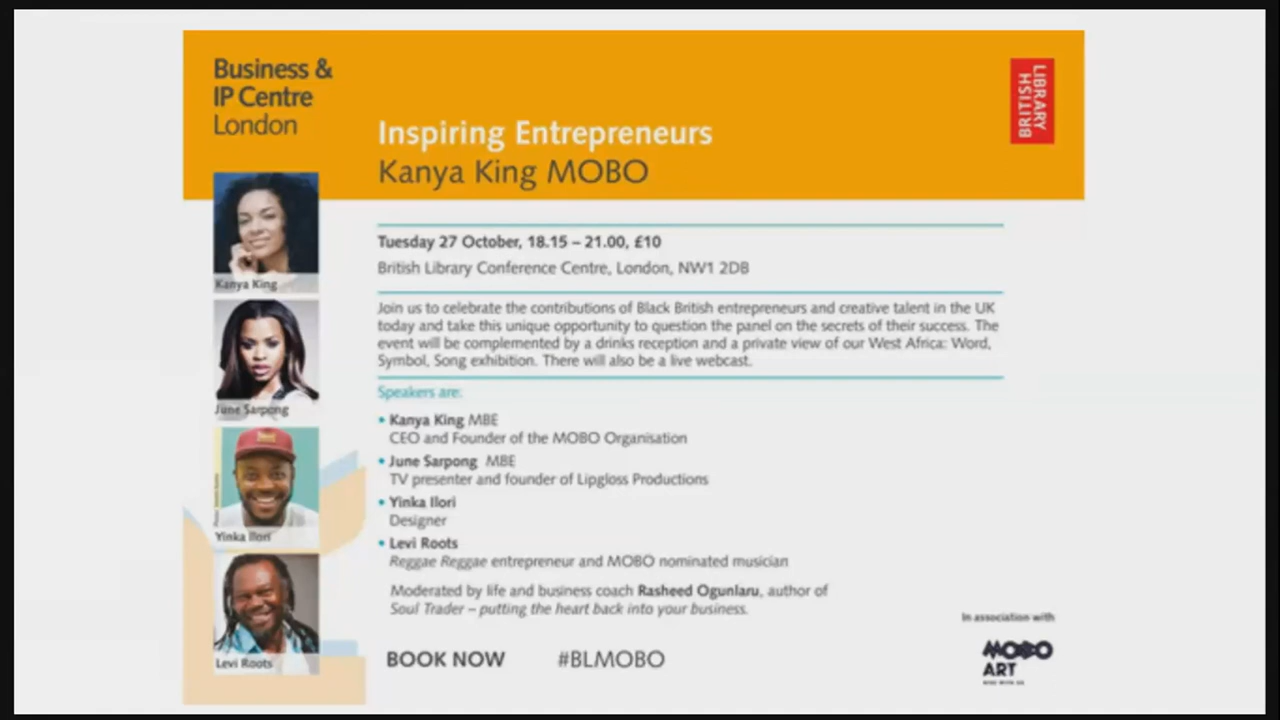 Business &
IP Centre
London
LIBRARY
BRITISH
Inspiring Entrepreneurs
Kanya King MOBO
Kanya King
June Sarpong
Yinka Ilori
Levi Roots
Tuesday 27 October, 18.15 – 21.00, £10
British Library Conference Centre, London, NW1 2DB
Join us to celebrate the contributions of Black British entrepreneurs and creative talent in the UK
today and take this unique opportunity to question the panel on the secrets of their success. The
event will be complemented by a drinks reception and a private view of our West Africa: Word,
Symbol, Song exhibition. There will also be a live webcast.
Speakers are:
• Kanya King MBE
CEO and Founder of the MOBO Organisation
• June Sarpong MBE
TV presenter and founder of Lipgloss Productions
• Yinka Ilori
Designer
• Levi Roots
Reggae Reggae entrepreneur and MOBO nominated musician
Moderated by life and business coach Rasheed Ogunlaru, author of
Soul Trader – putting the heart back into your business.
BOOK NOW #BLMOBO
In association with
MOBO
ART